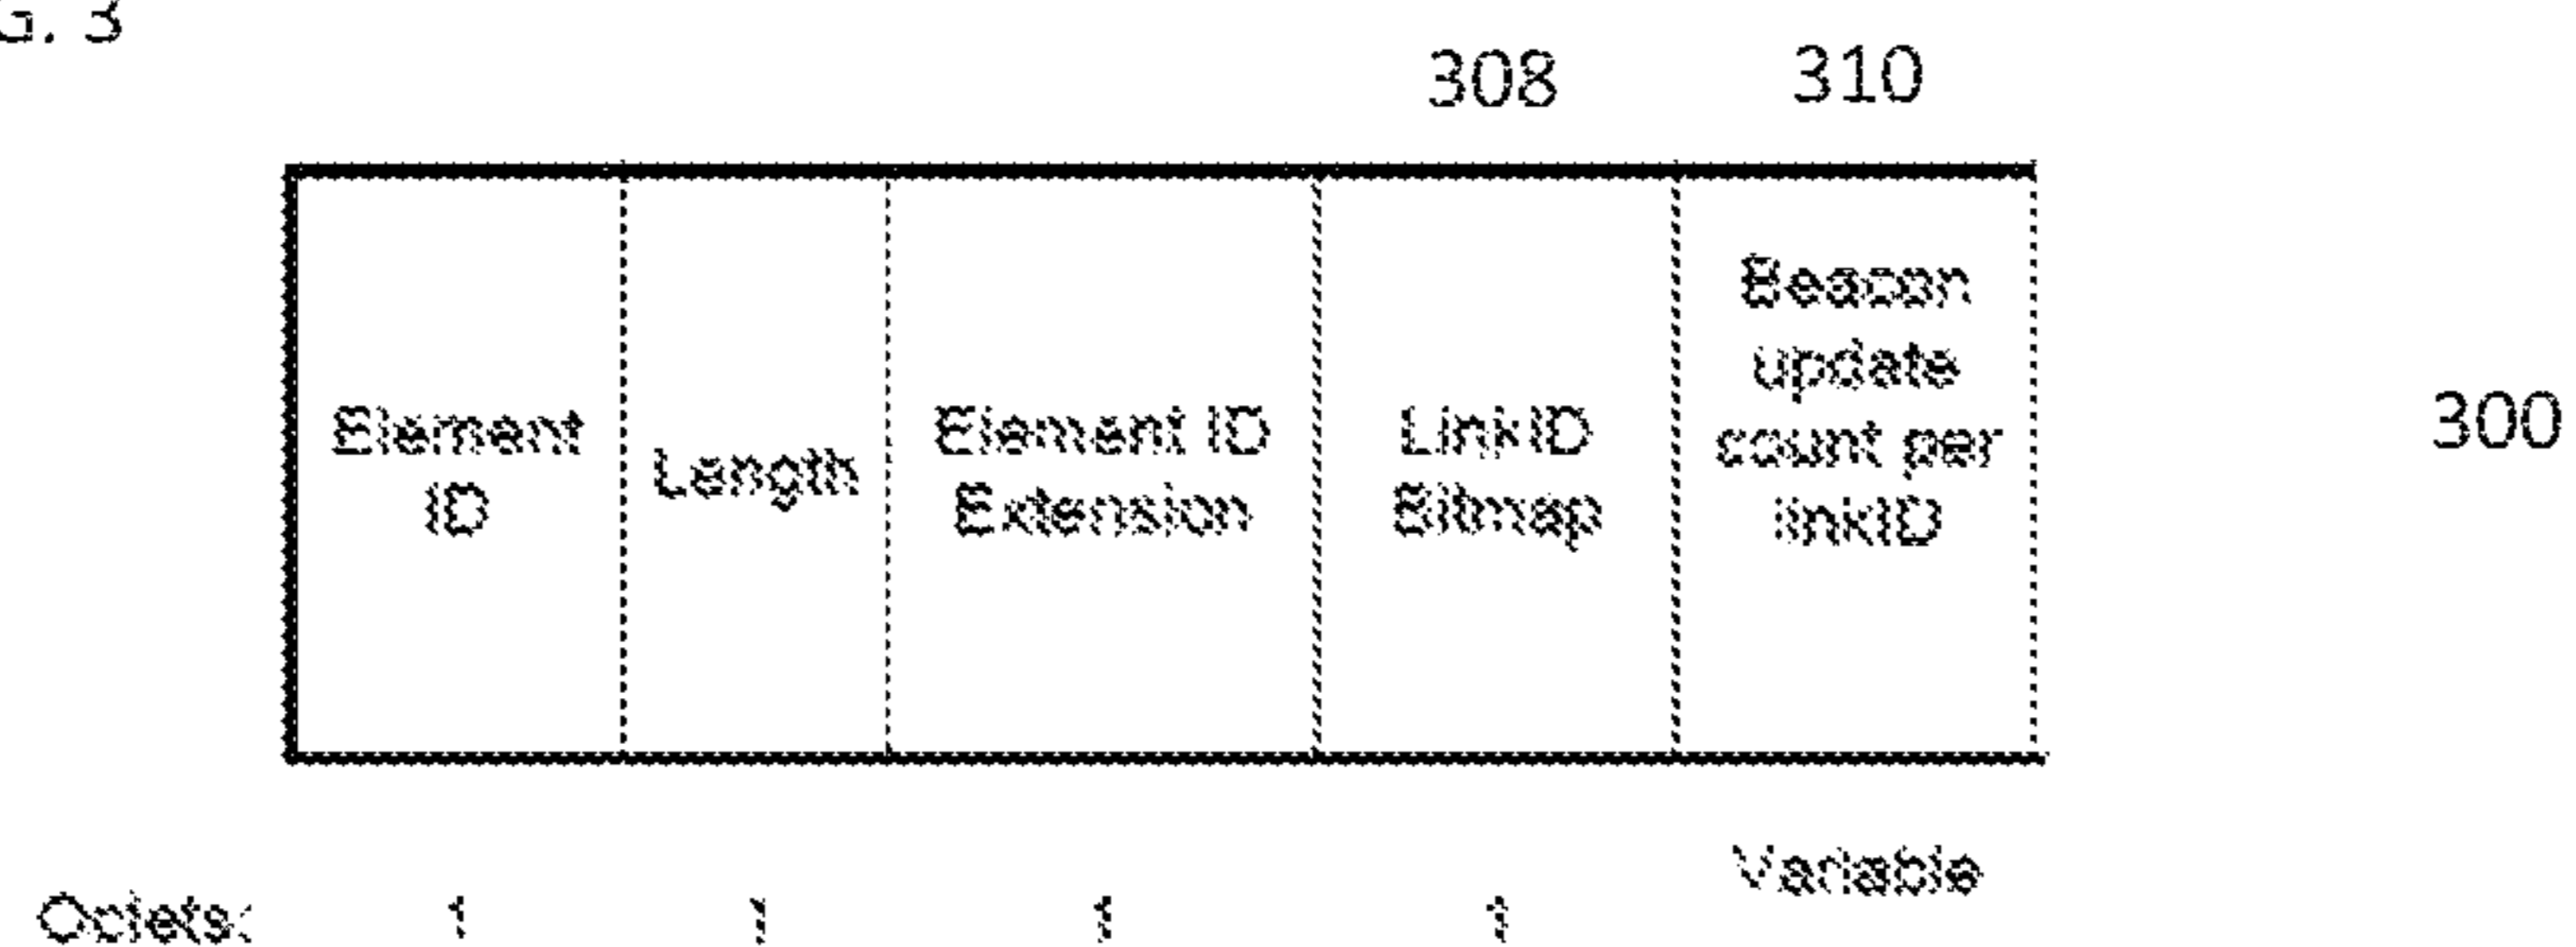 G. 3
308 310
Element
ID
Length
Element ID
Extension
LinkID
Bitmap
Beacon
update
count per
linkID
300
Octets: 1 1 1 1 Variable